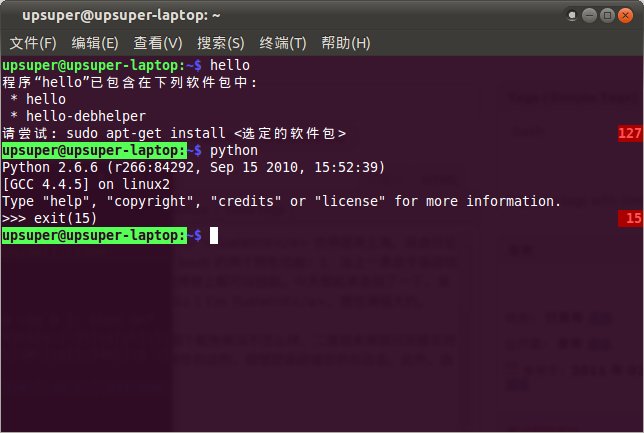 upsuper@upsuper-laptop: ~
文件(F) 编辑(E) 查看(V) 搜索(S) 终端(T) 帮助(H)
upsuper@upsuper-laptop:~$ hello
程序“hello”已包含在下列软件包中:
* hello
* hello-debhelper
请尝试: sudo apt-get install <选定的软件包> 127
upsuper@upsuper-laptop:~$ python
Python 2.6.6 (r266:84292, Sep 15 2010, 15:52:39)
[GCC 4.4.5] on linux2
Type "help", "copyright", "credits" or "license" for more information.
>>> exit(15) 15
upsuper@upsuper-laptop:~$